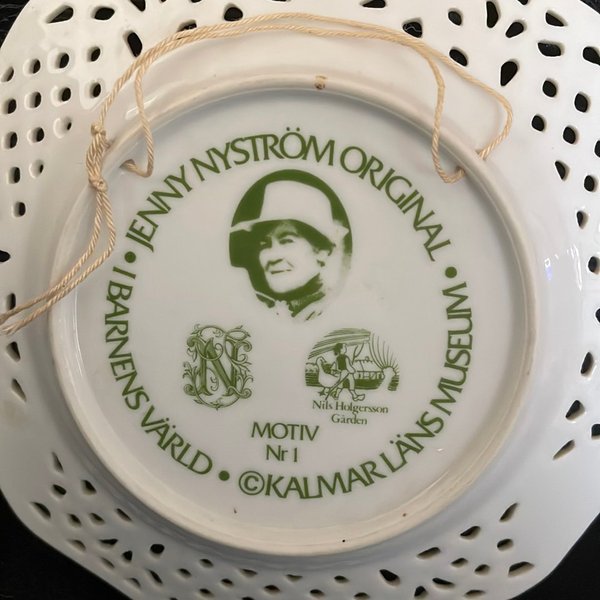 JENNY NYSTRÖM ORIGINAL •
I BARNENS VÄRLD •
©KALMAR LÄNS MUSEUM •
Nils Holgersson
Gården
MOTIV
Nr 1